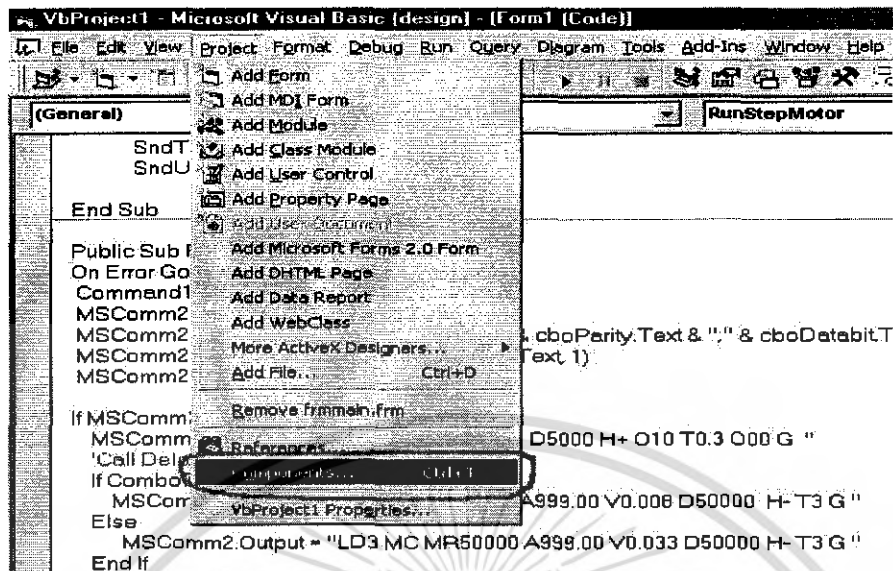 VbProject1 - Microsoft Visual Basic [design] - [Form1 (Code)]
File Edit View Project Format Debug Run Query Diagram Tools Add-Ins Window Help
(General) RunStepMotor
Add Form
Add MDI Form
Add Module
Add Class Module
Add User Control
Add Property Page
Add User Document
Add Microsoft Forms 2.0 Form
Add DHTML Page
Add Data Report
Add WebClass
More ActiveX Designers...
Add File... Ctrl+D
Remove frmmain.frm
References...
Components... Ctrl+T
VbProject1 Properties...
SndT
SndU
End Sub
Public Sub
On Error Go
Command1
MSComm2
MSComm2 & cboParity.Text & "," & cboDatabit.T
MSComm2 Text, 1)
MSComm2
If MSComm
MSComm D5000 H+ O10 T0.3 O00 G "
'Call Del
If Combo
MSCom A999.00 V0.008 D50000 H- T3 G "
Else
MSComm2.Output = "LD3 MC MR50000 A999.00 V0.033 D50000 H- T3 G "
End If